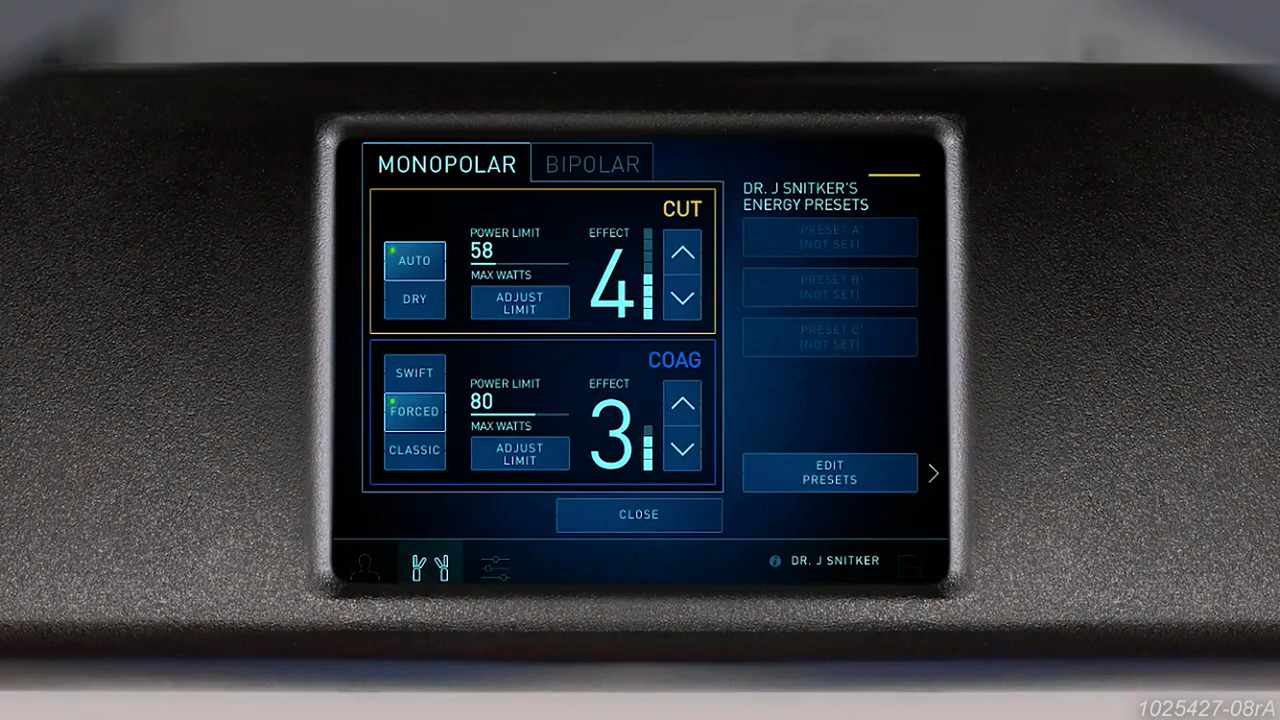 MONOPOLAR
BIPOLAR
CUT
AUTO
DRY
POWER LIMIT
58
MAX WATTS
ADJUST
LIMIT
EFFECT
4
COAG
SWIFT
FORCED
CLASSIC
POWER LIMIT
80
MAX WATTS
ADJUST
LIMIT
EFFECT
3
CLOSE
DR. J SNITKER'S
ENERGY PRESETS
'PRESET A'
(NOT SET)
'PRESET B'
(NOT SET)
'PRESET C'
(NOT SET)
EDIT
PRESETS
DR. J SNITKER
1025427-08rA